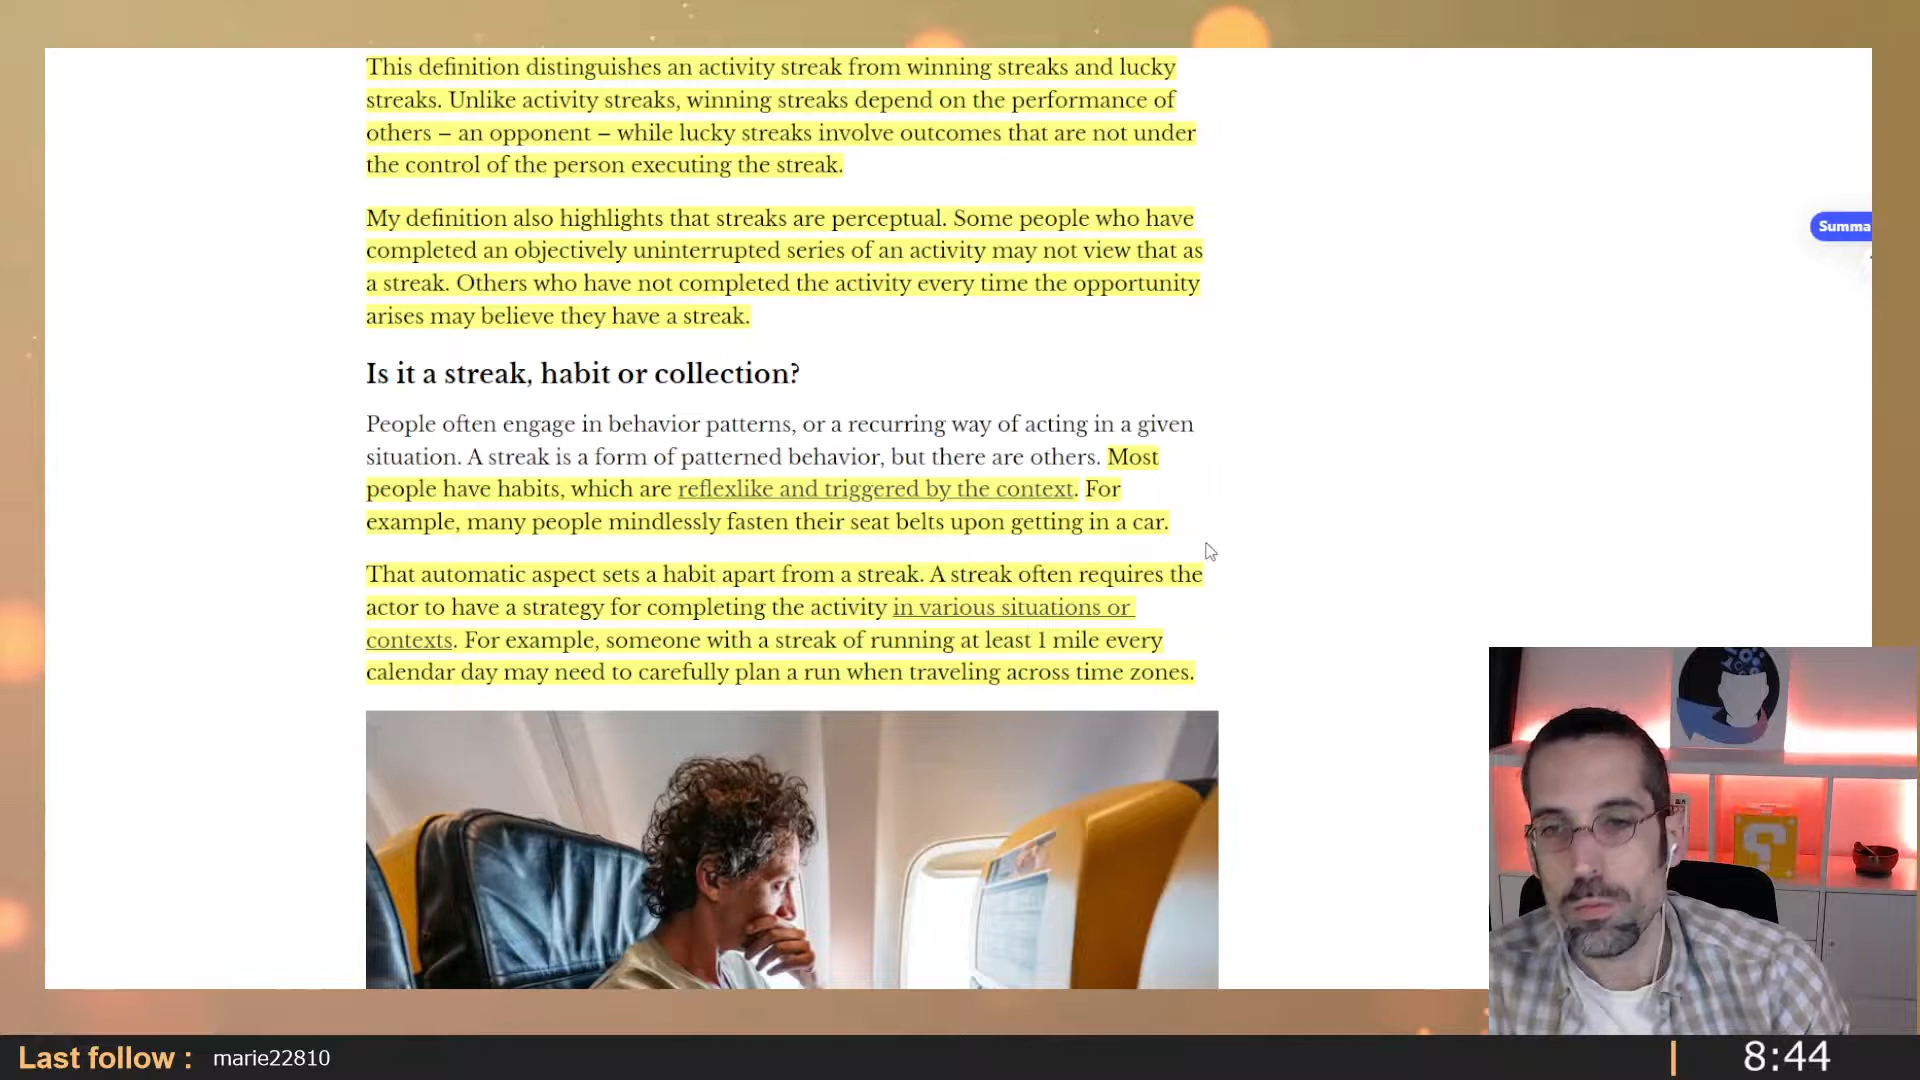 This definition distinguishes an activity streak from winning streaks and lucky
streaks. Unlike activity streaks, winning streaks depend on the performance of
others – an opponent – while lucky streaks involve outcomes that are not under
the control of the person executing the streak.
My definition also highlights that streaks are perceptual. Some people who have
completed an objectively uninterrupted series of an activity may not view that as
a streak. Others who have not completed the activity every time the opportunity
arises may believe they have a streak.
Summa
Is it a streak, habit or collection?
People often engage in behavior patterns, or a recurring way of acting in a given
situation. A streak is a form of patterned behavior, but there are others. Most
people have habits, which are reflexlike and triggered by the context. For
example, many people mindlessly fasten their seat belts upon getting in a car.
That automatic aspect sets a habit apart from a streak. A streak often requires the
actor to have a strategy for completing the activity in various situations or
contexts. For example, someone with a streak of running at least 1 mile every
calendar day may need to carefully plan a run when traveling across time zones.
Last follow : marie22810
8:44